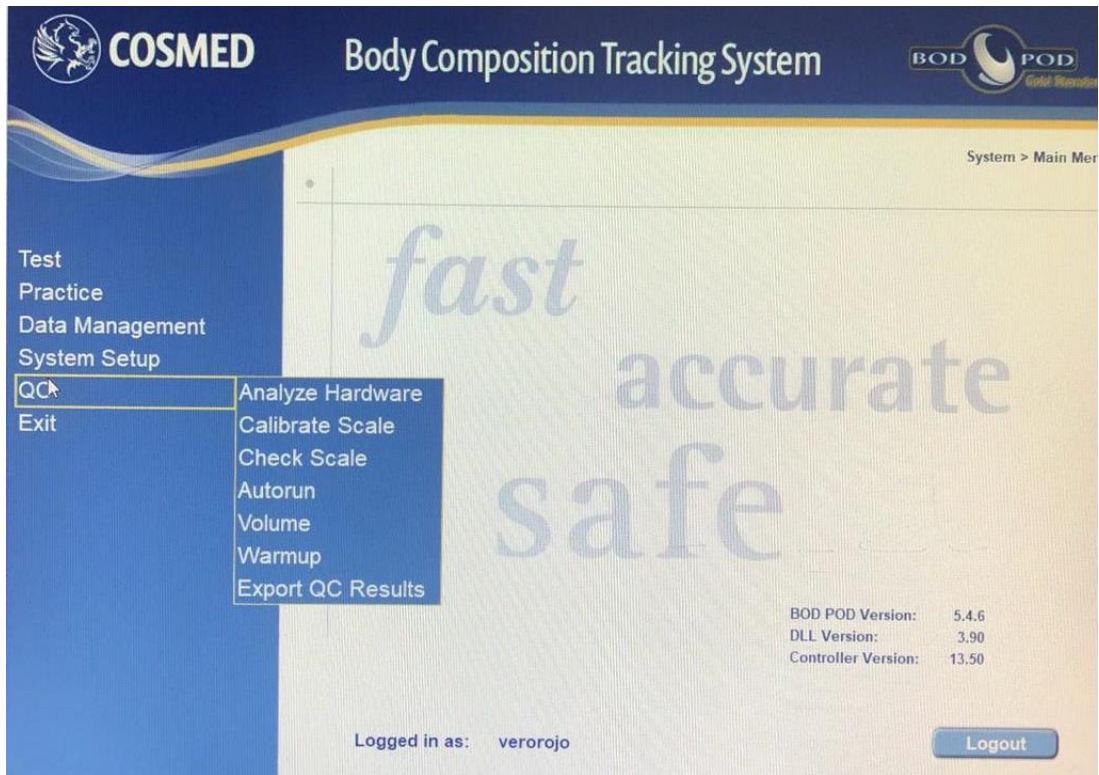 COSMED
Body Composition Tracking System
BOD POD
Gold Standard
System > Main Men
fast
accurate
safe
Test
Practice
Data Management
System Setup
QC
Exit
Analyze Hardware
Calibrate Scale
Check Scale
Autorun
Volume
Warmup
Export QC Results
BOD POD Version: 5.4.6
DLL Version: 3.90
Controller Version: 13.50
Logged in as: verorojo
Logout